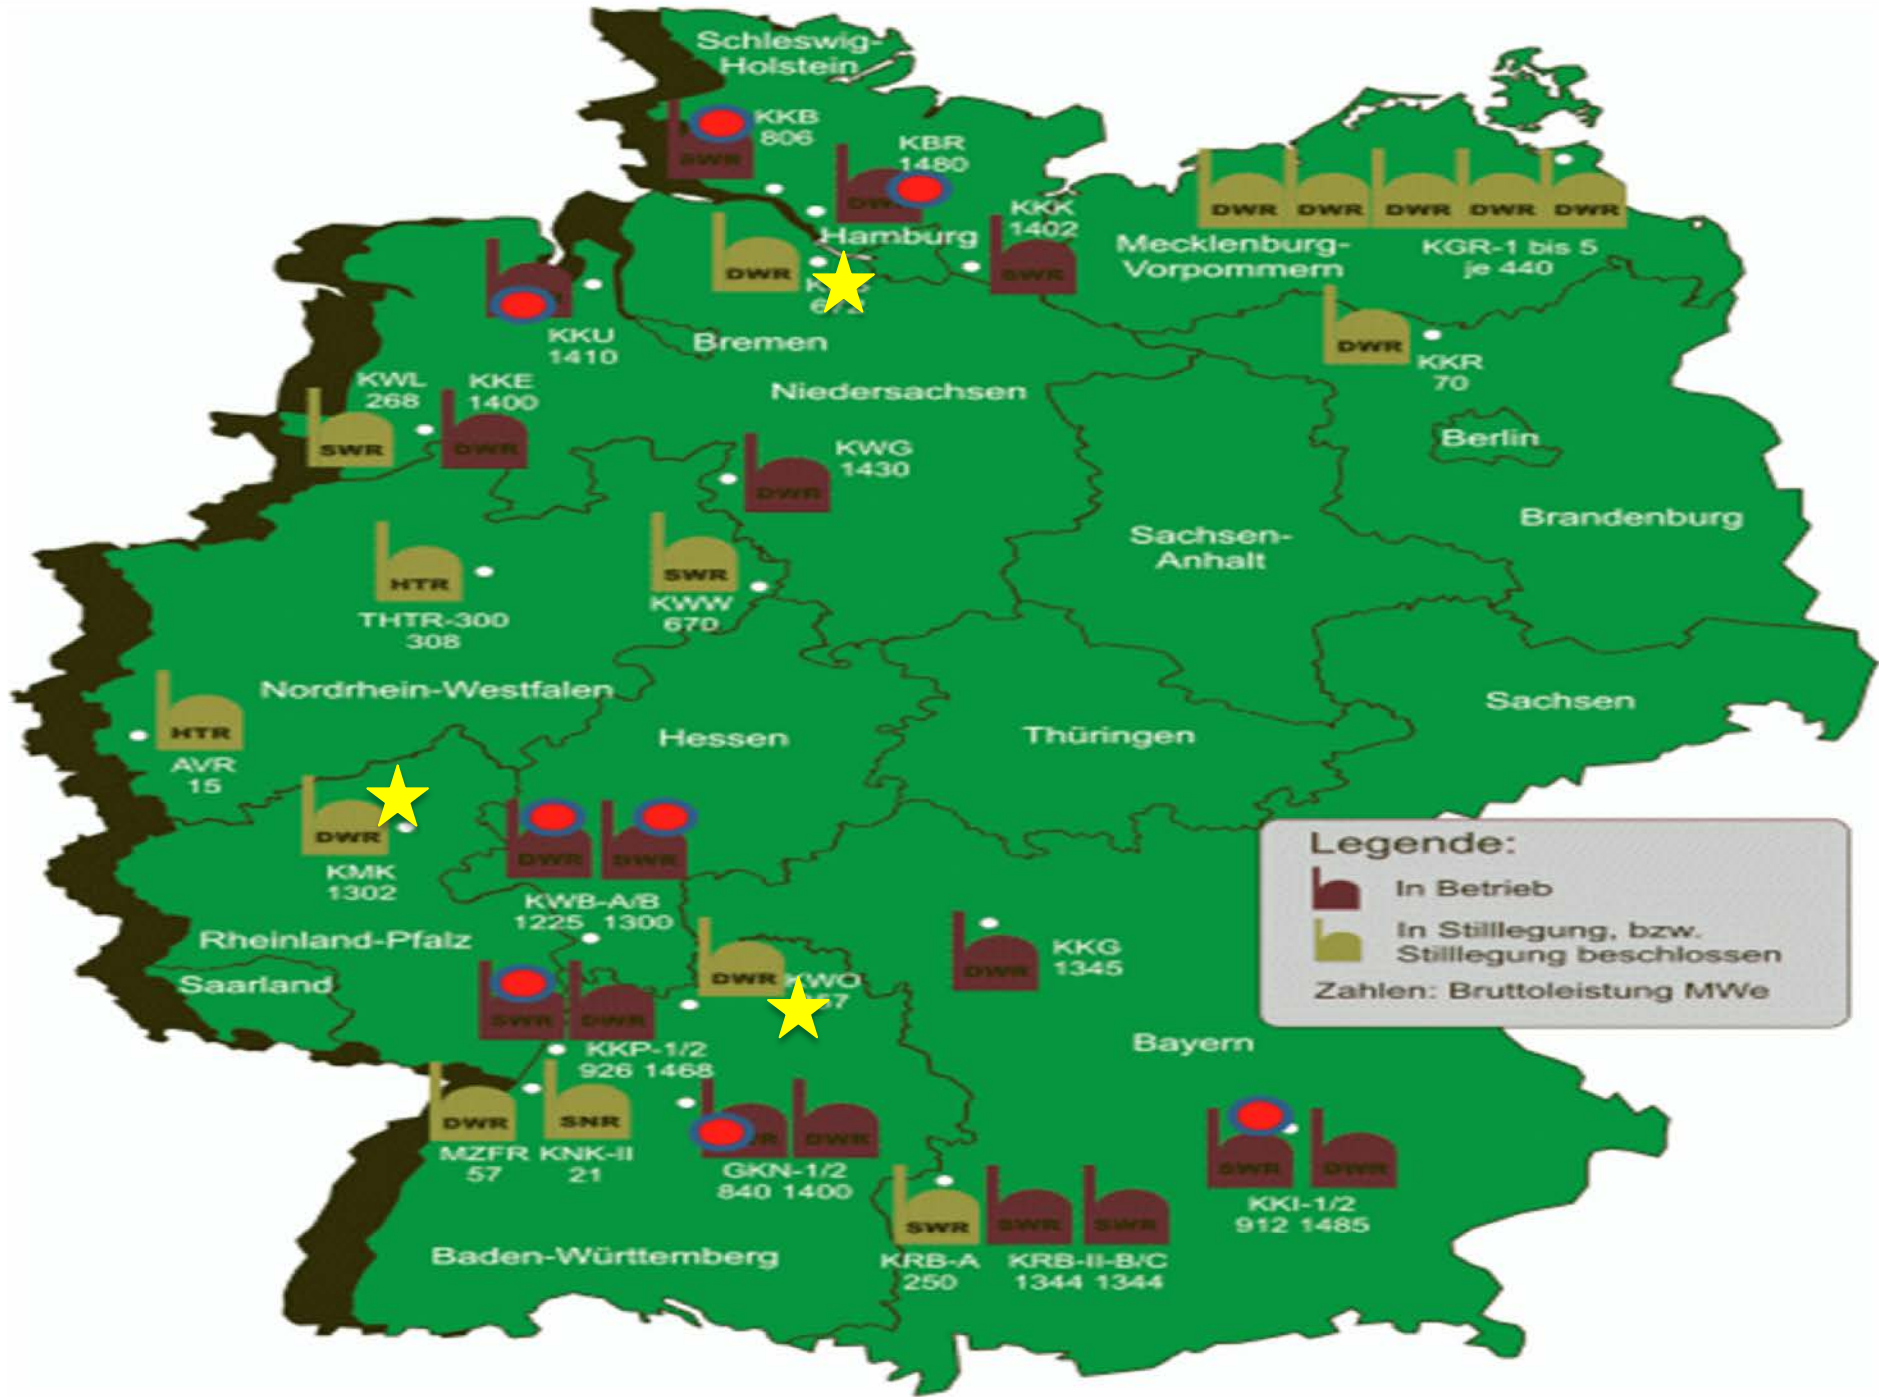 Schleswig-
Holstein
KKB
806
SWR
KBR
1480
KKK
1402
SWR
Hamburg
DWR
DWR
DWR
DWR
DWR
DWR
Mecklenburg-
Vorpommern
KGR-1 bis 5
je 440
KKU
1410
Bremen
DWR
KKR
70
KWL
268
KKE
1400
SWR
DWR
Niedersachsen
Berlin
KWG
1430
DWR
Brandenburg
Sachsen-
Anhalt
HTR
THTR-300
308
SWR
KWW
670
Nordrhein-Westfalen
Sachsen
HTR
AVR
15
Hessen
Thüringen
DWR
KMK
1302
DWR
SWR
KWB-A/B
1225 1300
Legende:
In Betrieb
In Stilllegung, bzw.
Stilllegung beschlossen
Zahlen: Bruttoleistung MWe
Rheinland-Pfalz
Saarland
DWR
KWO
DWR
KKG
1345
SWR
DWR
KKP-1/2
926 1468
Bayern
DWR
SNR
MZFR
57
KNK-II
21
DWR
GKN-1/2
840 1400
SWR
DWR
KKI-1/2
912 1485
SWR
SWR
SWR
KRB-A
250
KRB-II-B/C
1344 1344
Baden-Württemberg